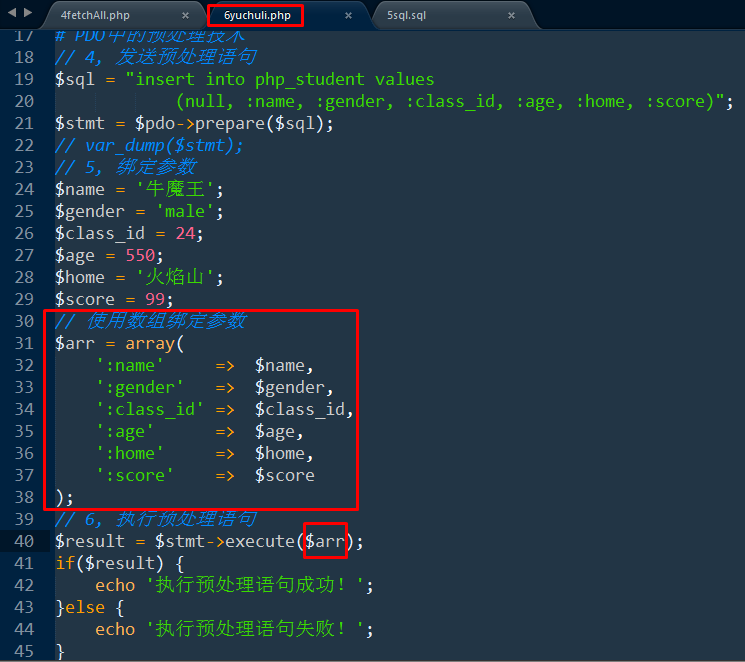 4fetchAll.php × 6yuchuli.php × 5sql.sql ×
17 # PDO中的预处理技术
18 // 4, 发送预处理语句
19 $sql = "insert into php_student values
20 (null, :name, :gender, :class_id, :age, :home, :score)";
21 $stmt = $pdo->prepare($sql);
22 // var_dump($stmt);
23 // 5, 绑定参数
24 $name = '牛魔王';
25 $gender = 'male';
26 $class_id = 24;
27 $age = 550;
28 $home = '火焰山';
29 $score = 99;
30 // 使用数组绑定参数
31 $arr = array(
32 ':name' => $name,
33 ':gender' => $gender,
34 ':class_id' => $class_id,
35 ':age' => $age,
36 ':home' => $home,
37 ':score' => $score
38 );
39 // 6, 执行预处理语句
40 $result = $stmt->execute($arr);
41 if($result) {
42 echo '执行预处理语句成功！';
43 }else {
44 echo '执行预处理语句失败！';
45 }